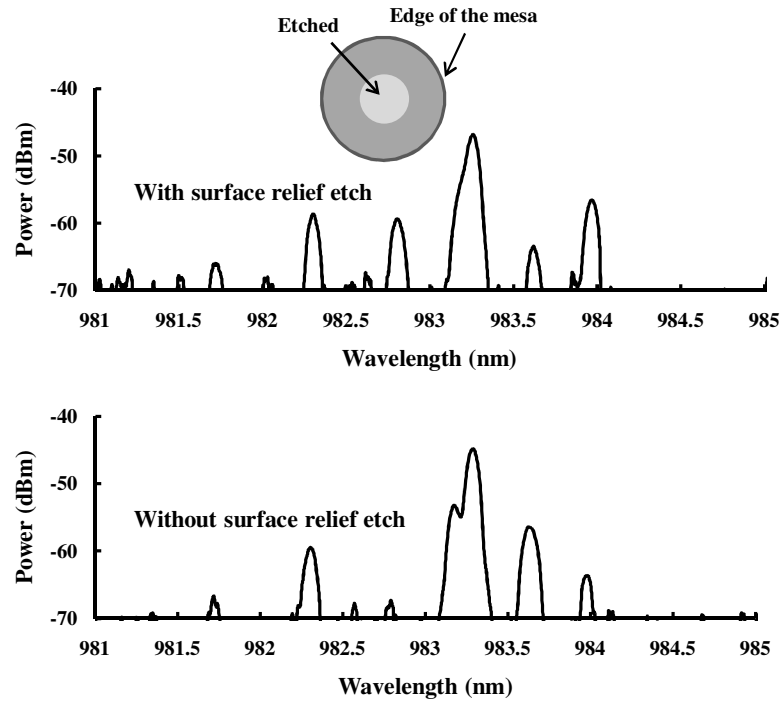 Etched
Edge of the mesa
-40
-50
-60
-70
Power (dBm)
With surface relief etch
981 981.5 982 982.5 983 983.5 984 984.5 985
Wavelength (nm)
-40
-50
-60
-70
Power (dBm)
Without surface relief etch
981 981.5 982 982.5 983 983.5 984 984.5 985
Wavelength (nm)